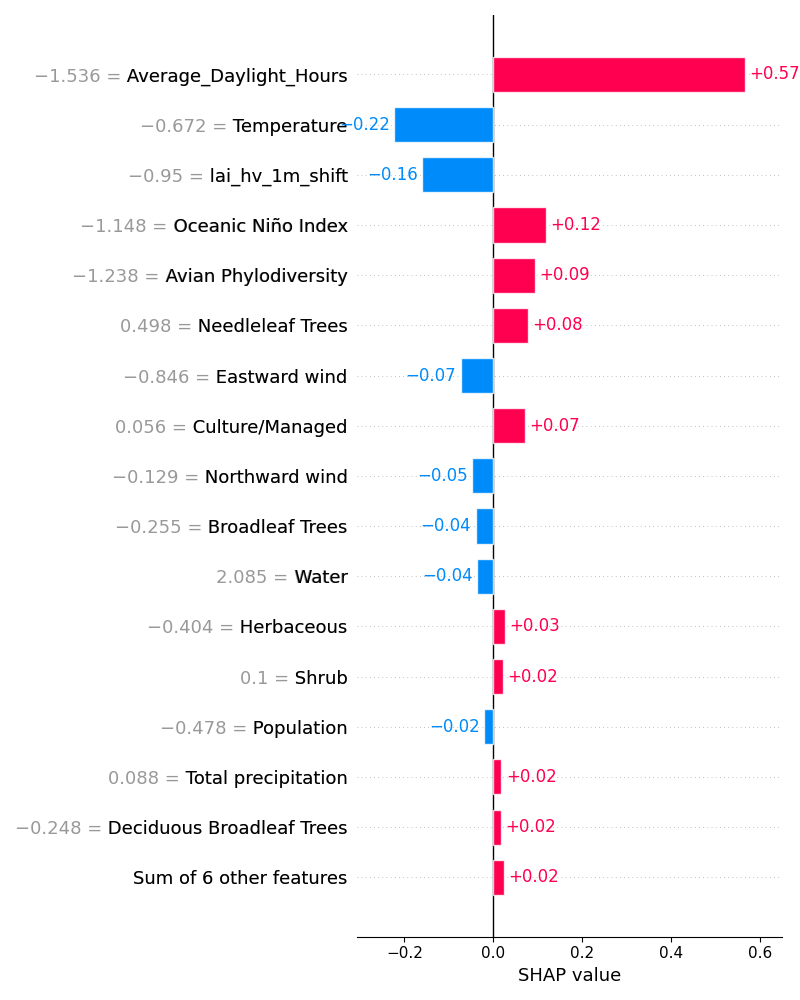 −1.536 = Average_Daylight_Hours +0.57
−0.672 = Temperature −0.22
−0.95 = lai_hv_1m_shift −0.16
−1.148 = Oceanic Niño Index +0.12
−1.238 = Avian Phylodiversity +0.09
0.498 = Needleleaf Trees +0.08
−0.846 = Eastward wind −0.07
0.056 = Culture/Managed +0.07
−0.129 = Northward wind −0.05
−0.255 = Broadleaf Trees −0.04
2.085 = Water −0.04
−0.404 = Herbaceous +0.03
0.1 = Shrub +0.02
−0.478 = Population −0.02
0.088 = Total precipitation +0.02
−0.248 = Deciduous Broadleaf Trees +0.02
Sum of 6 other features +0.02
−0.2 0.0 0.2 0.4 0.6
SHAP value